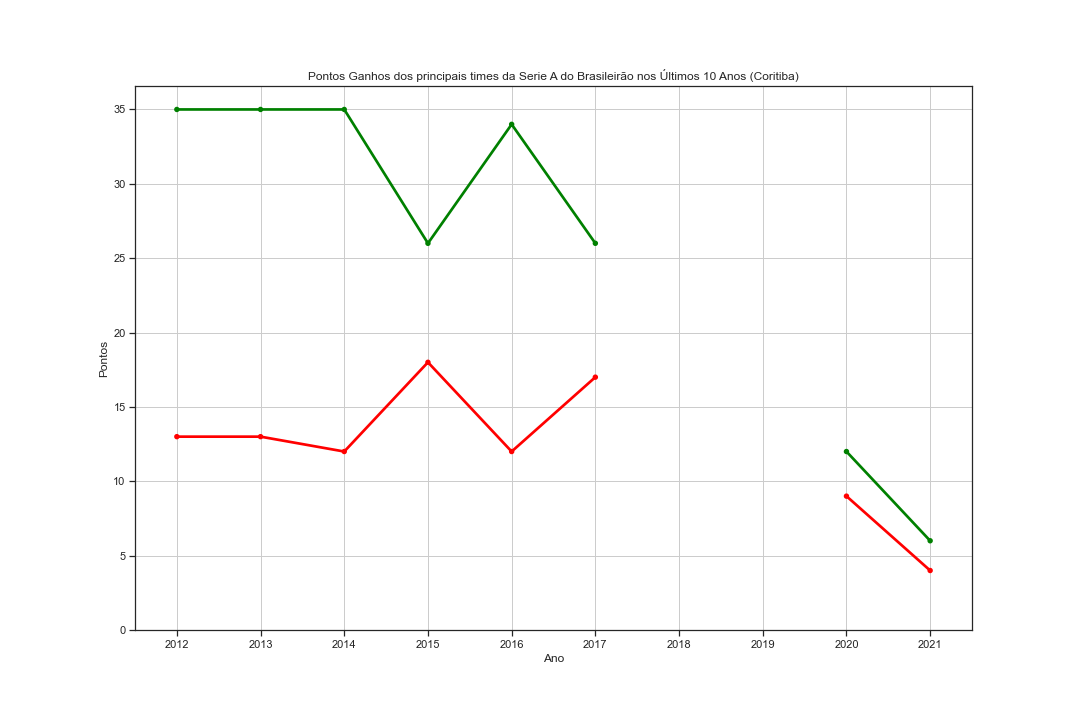 Pontos Ganhos dos principais times da Serie A do Brasileirão nos Últimos 10 Anos (Coritiba)
35
30
25
20
15
10
5
0
Pontos
2012 2013 2014 2015 2016 2017 2018 2019 2020 2021
Ano